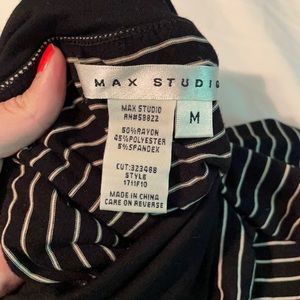 MAX STUDIO
M
MAX STUDIO
RN#59822
50%RAYON
45%POLYESTER
5%SPANDEX
CUT:323488
STYLE
1711F10
MADE IN CHINA
CARE ON REVERSE